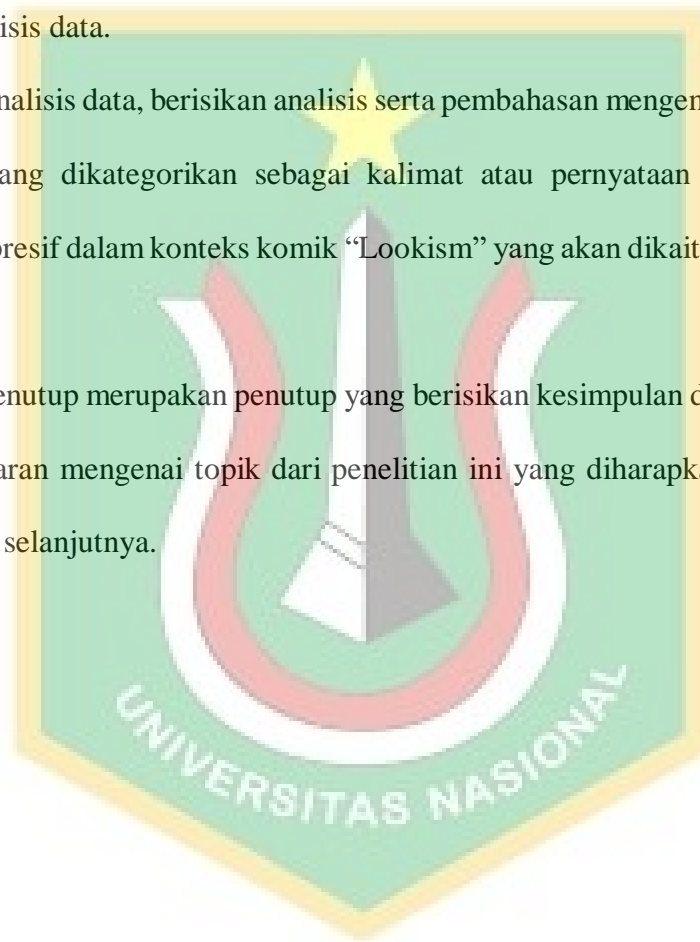 isis data.
nalisis data, berisikan analisis serta pembahasan mengen
ang dikategorikan sebagai kalimat atau pernyataan
presif dalam konteks komik “Lookism” yang akan dikait
enutup merupakan penutup yang berisikan kesimpulan d
aran mengenai topik dari penelitian ini yang diharapka
selanjutnya.
UNIVERSITAS NASIONAL